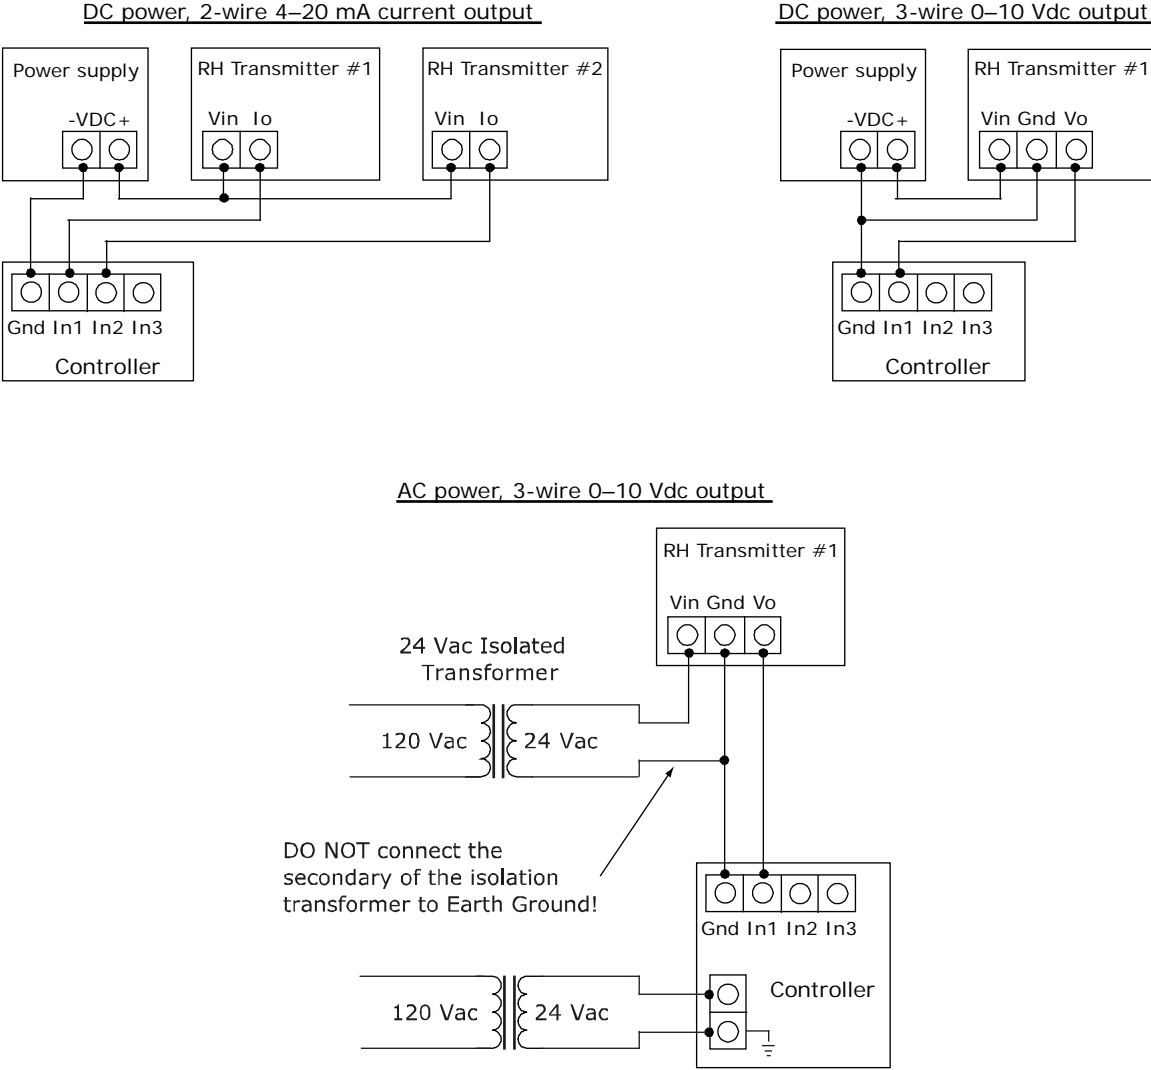 DC power, 2-wire 4–20 mA current output
Power supply
-VDC+
RH Transmitter #1
Vin Io
RH Transmitter #2
Vin Io
Gnd In1 In2 In3
Controller
DC power, 3-wire 0–10 Vdc output
Power supply
-VDC+
RH Transmitter #1
Vin Gnd Vo
Gnd In1 In2 In3
Controller
AC power, 3-wire 0–10 Vdc output
RH Transmitter #1
Vin Gnd Vo
24 Vac Isolated
Transformer
120 Vac
24 Vac
DO NOT connect the
secondary of the isolation
transformer to Earth Ground!
Gnd In1 In2 In3
Controller
120 Vac
24 Vac